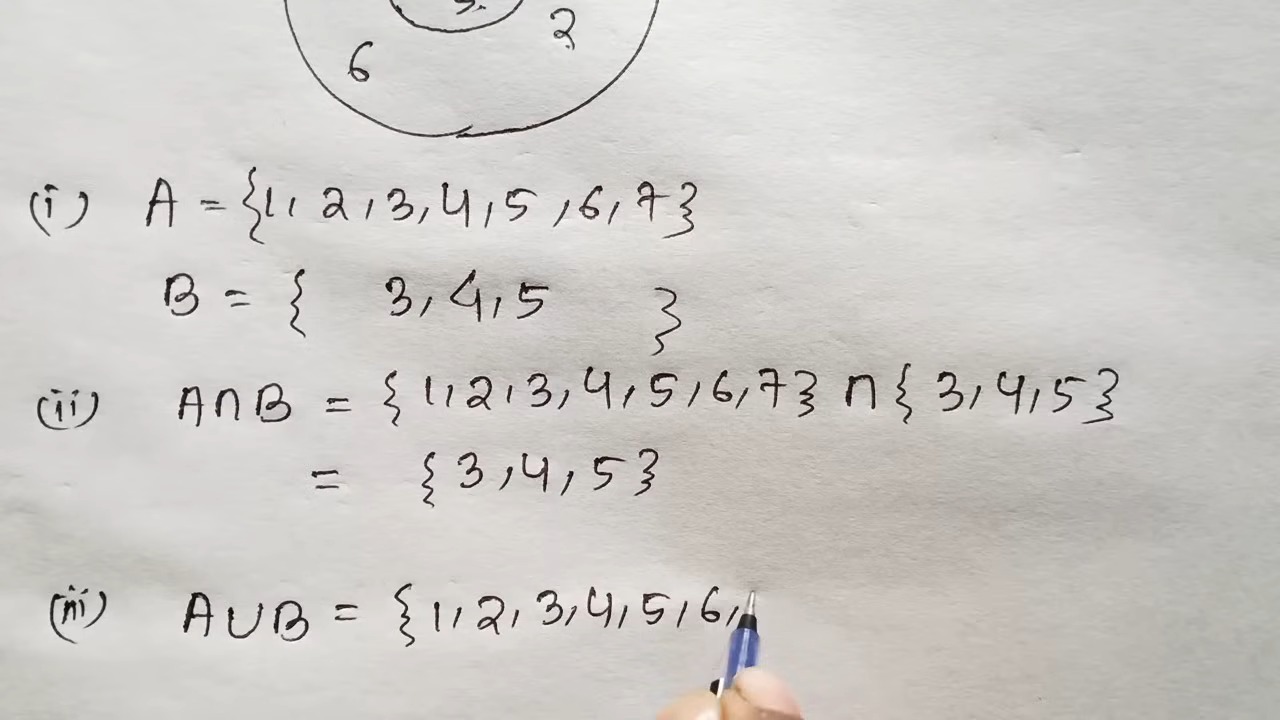 2
6
(i) A = {1, 2, 3, 4, 5, 6, 7}
B = { 3, 4, 5 }
(ii) A∩B = {1, 2, 3, 4, 5, 6, 7} ∩ {3, 4, 5}
= {3, 4, 5}
(iii) A∪B = {1, 2, 3, 4, 5, 6,